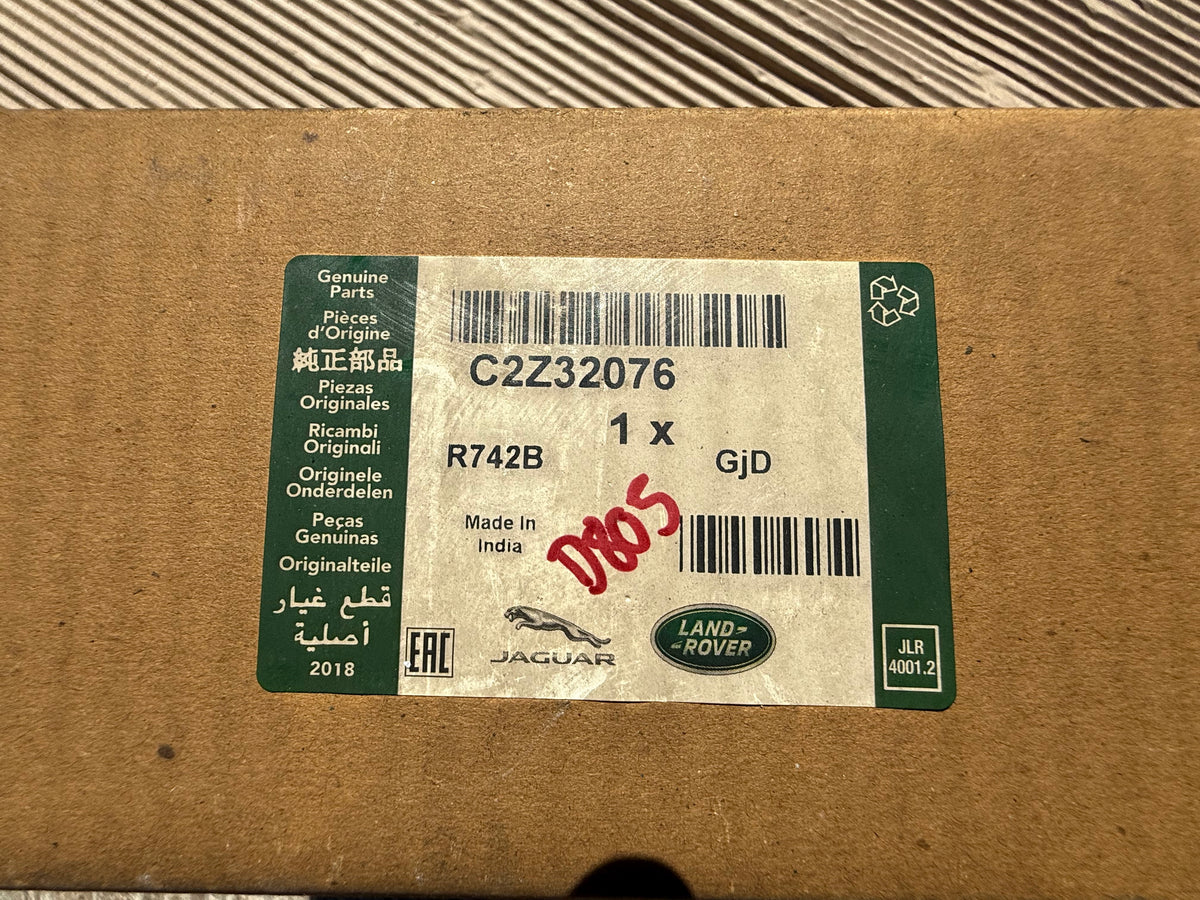 Genuine
Parts
Pièces
d'Origine
純正部品
Piezas
Originales
Ricambi
Originali
Originele
Onderdelen
Peças
Genuinas
Originalteile
قطع غيار
أصلية
2018
C2Z32076
1 x
R742B
GjD
Made In
India
D805
EAC
JAGUAR
LAND-
-ROVER
JLR
4001.2